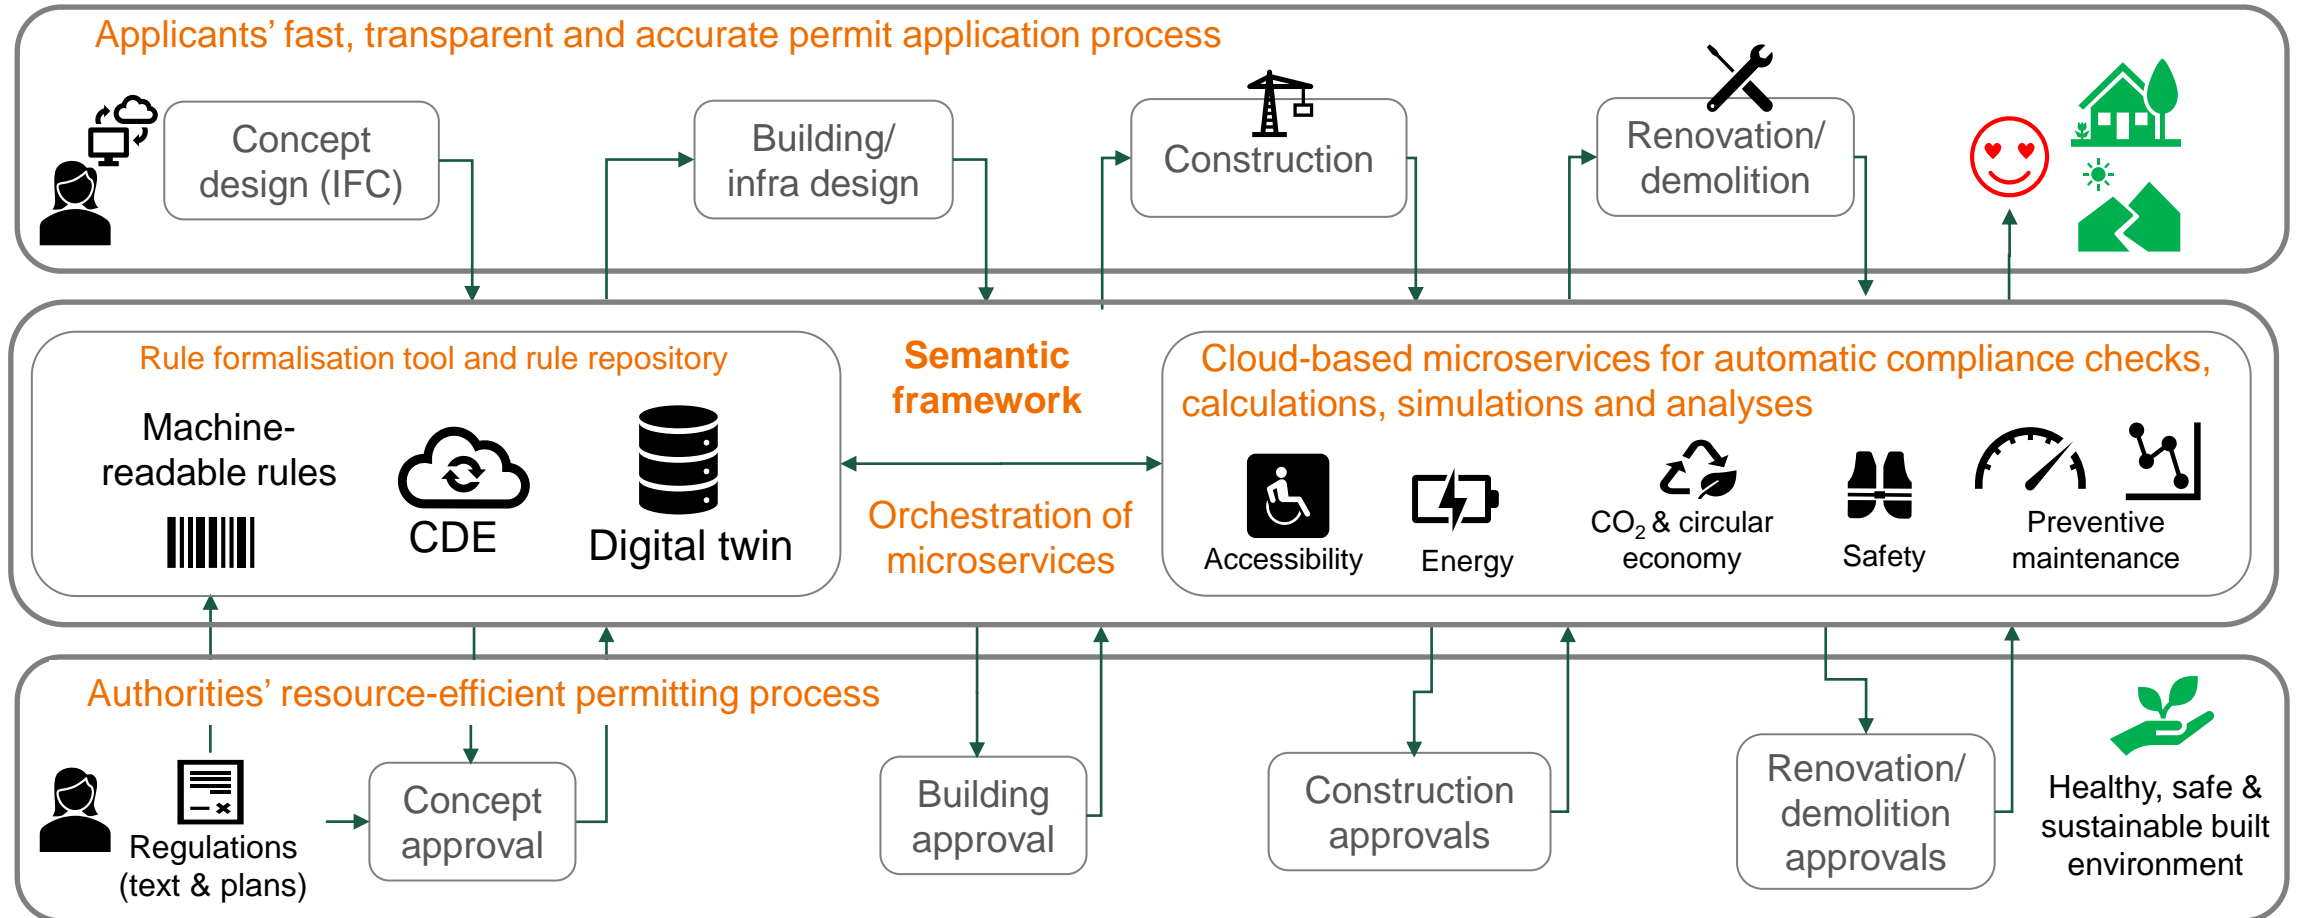 Applicants’ fast, transparent and accurate permit application process
Concept
design (IFC)
Building/
infra design
Construction
Renovation/
demolition
Rule formalisation tool and rule repository
Machine-
readable rules
CDE
Digital twin
Semantic
framework
Orchestration of
microservices
Cloud-based microservices for automatic compliance checks,
calculations, simulations and analyses
Accessibility
Energy
CO₂ & circular
economy
Safety
Preventive
maintenance
Authorities’ resource-efficient permitting process
Regulations
(text & plans)
Concept
approval
Building
approval
Construction
approvals
Renovation/
demolition
approvals
Healthy, safe &
sustainable built
environment